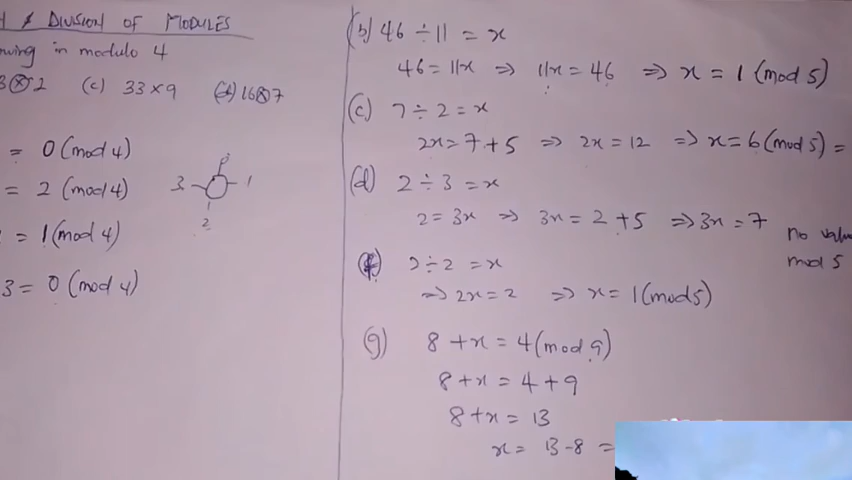 & DIVISION OF MODULES
in modulo 4
2 (c) 33×9 (d) 16⊗7
= 0 (mod 4)
= 2 (mod 4)
= 1 (mod 4)
3 = 0 (mod 4)
0
3 1
2
(b) 46 ÷ 11 = x
46 = 11x ⇒ 11x = 46 ⇒ x = 1 (mod 5)
(c) 7 ÷ 2 = x
2x = 7 + 5 ⇒ 2x = 12 ⇒ x = 6 (mod 5) =
(d) 2 ÷ 3 = x
2 = 3x ⇒ 3x = 2 + 5 ⇒ 3x = 7
no
mod 5
2 ÷ 2 = x
⇒ 2x = 2 ⇒ x = 1 (mod 5)
(g) 8 + x = 4 (mod 9)
8 + x = 4 + 9
8 + x = 13
x = 13 - 8 =